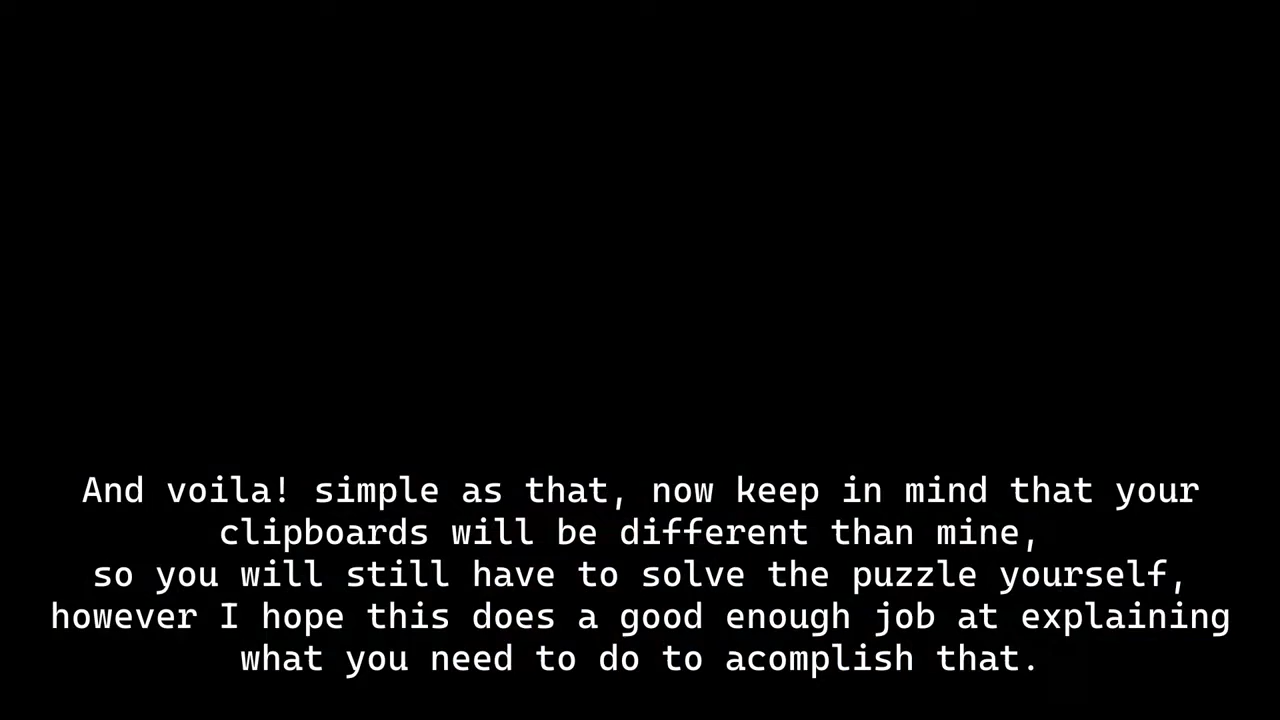 And voila! simple as that, now keep in mind that your
clipboards will be different than mine,
so you will still have to solve the puzzle yourself,
however I hope this does a good enough job at explaining
what you need to do to acomplish that.